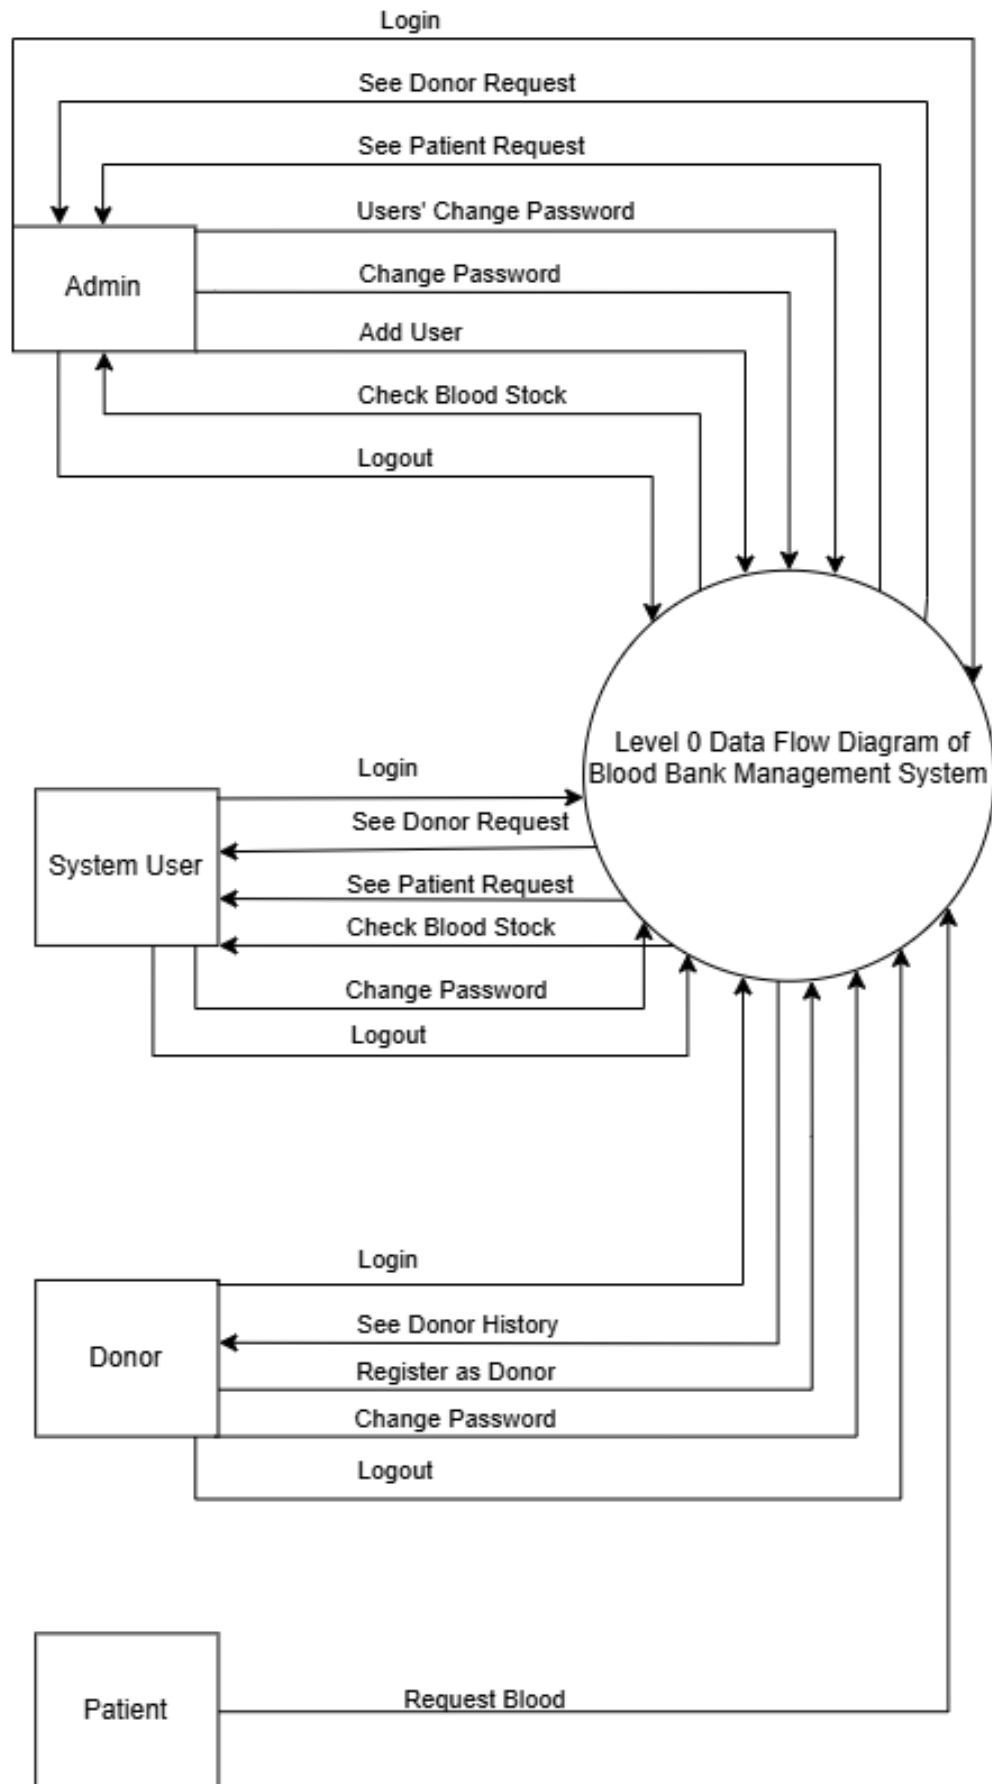 Login
See Donor Request
See Patient Request
Users' Change Password
Admin
Change Password
Add User
Check Blood Stock
Logout
Level 0 Data Flow Diagram of
Blood Bank Management System
Login
See Donor Request
System User
See Patient Request
Check Blood Stock
Change Password
Logout
Login
See Donor History
Donor
Register as Donor
Change Password
Logout
Request Blood
Patient